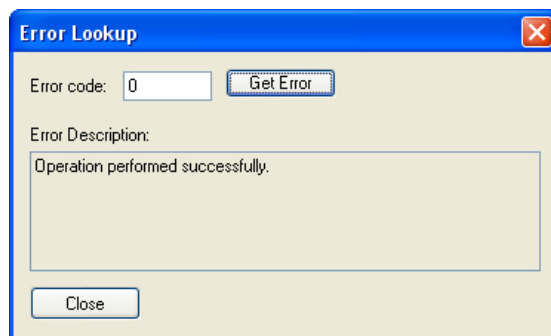 Error Lookup
Error code: 0 Get Error
Error Description:
Operation performed successfully.
Close